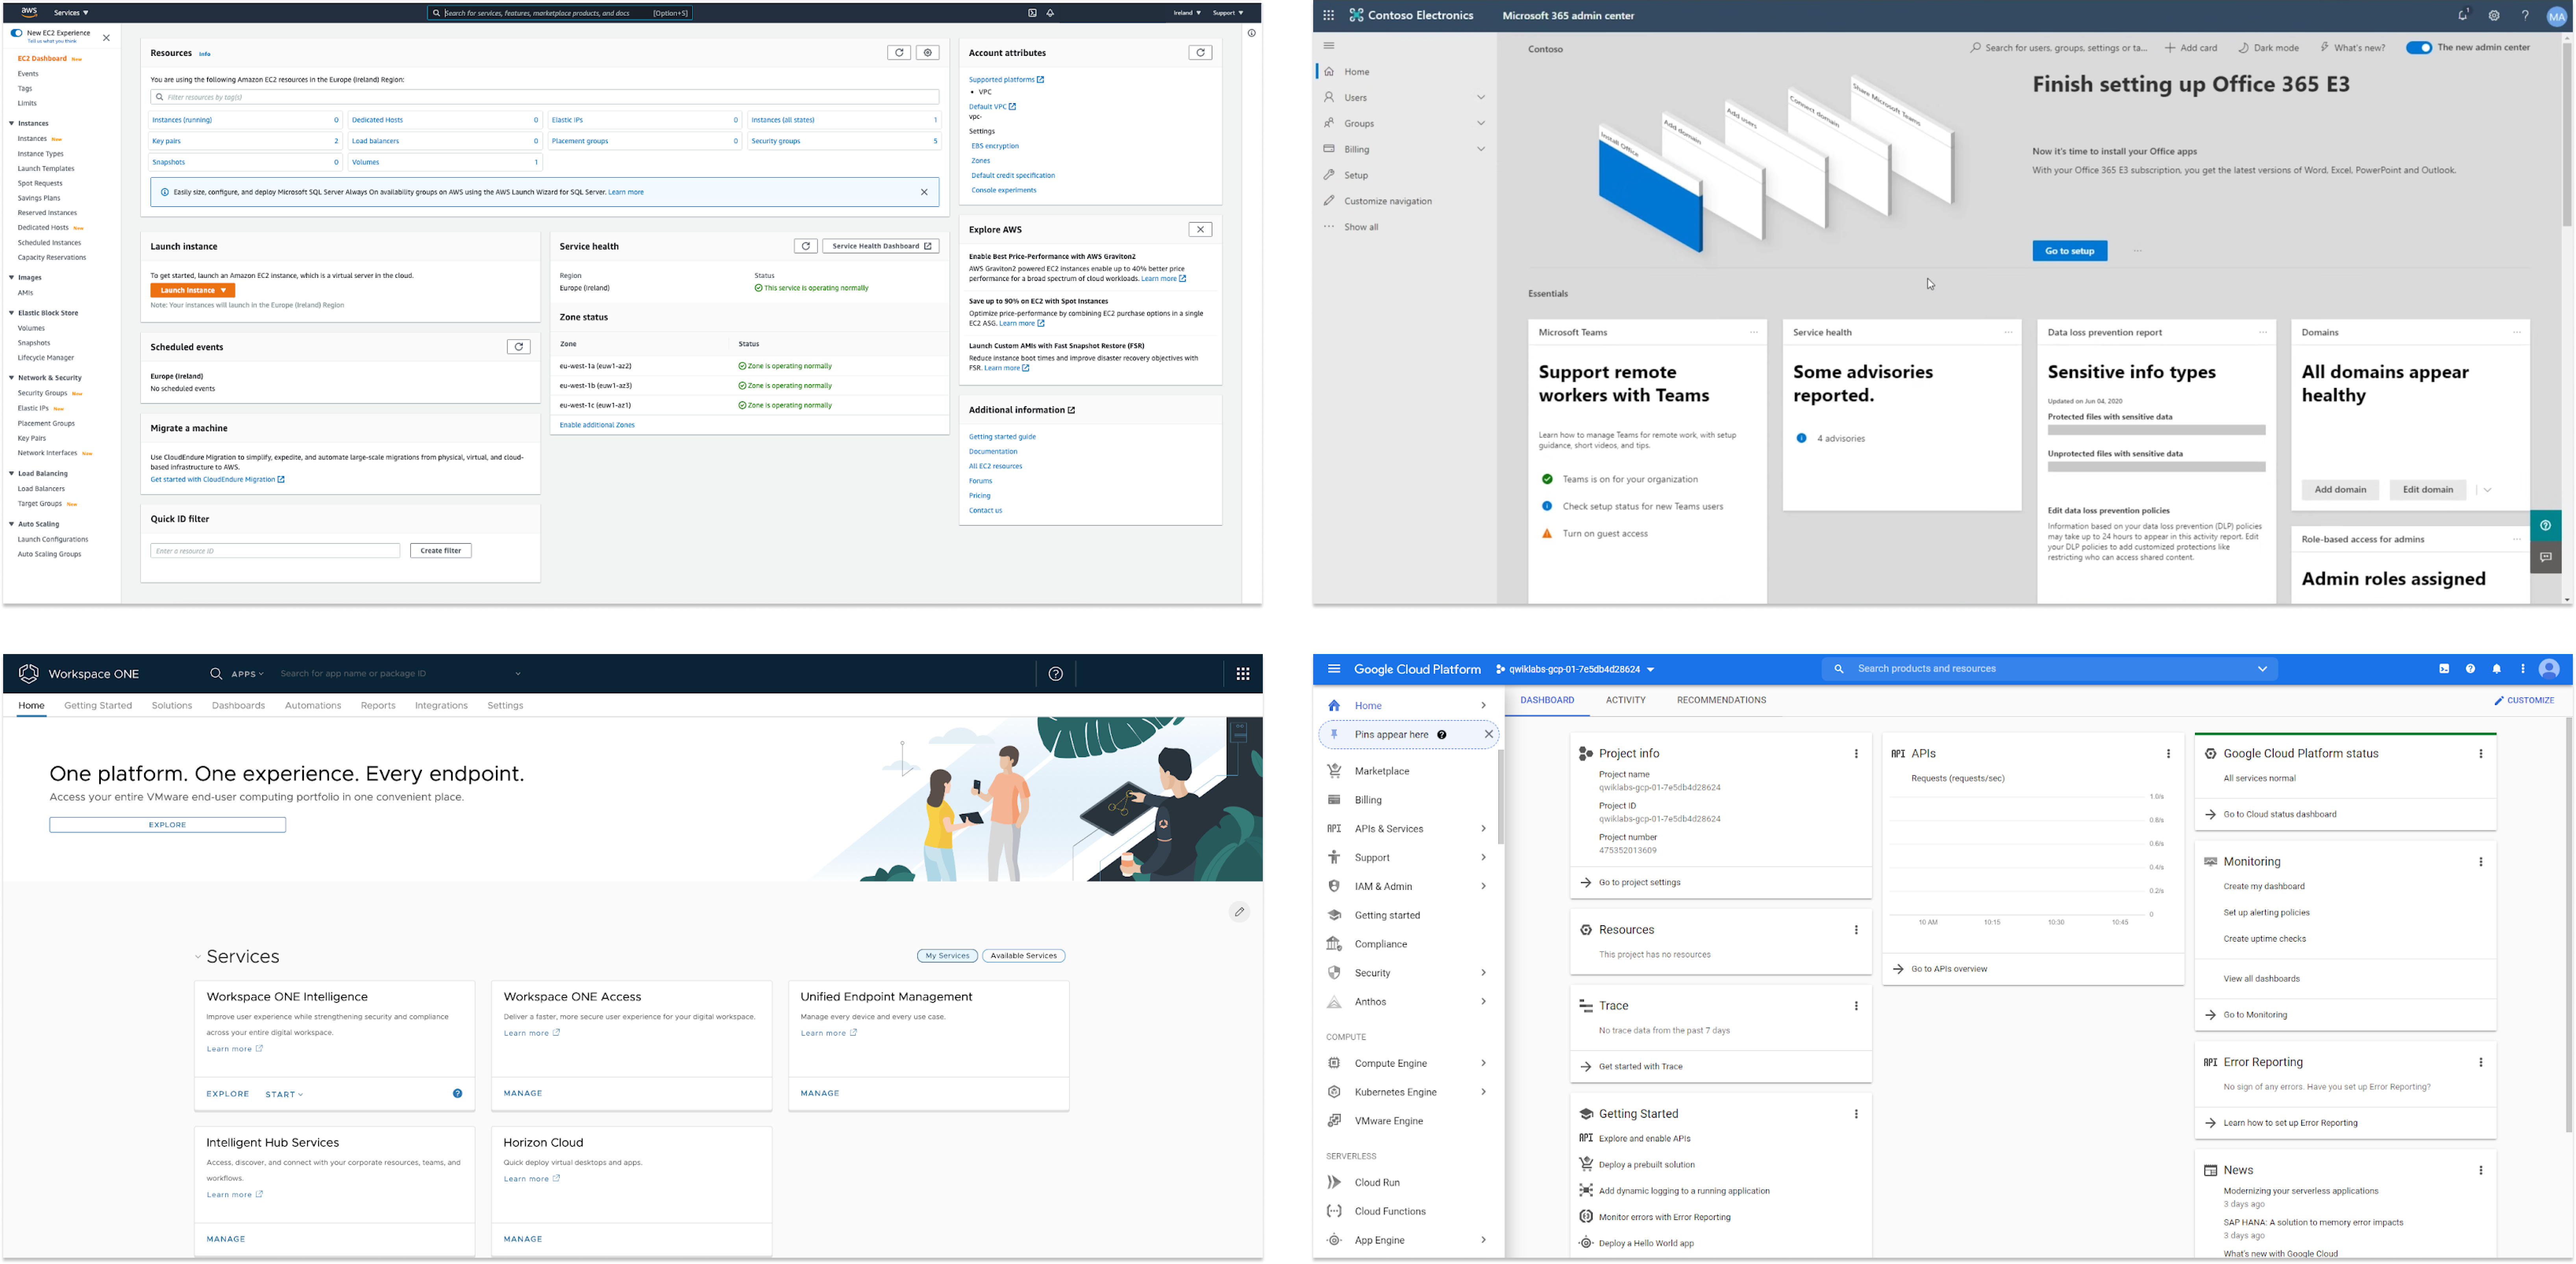 aws
Services
Search for services, features, marketplace products, and docs [Option+S]
Ireland
Support
New EC2 Experience
Tell us what you think
EC2 Dashboard New
Events
Tags
Limits
Instances
Instances New
Instance Types
Launch Templates
Spot Requests
Savings Plans
Reserved Instances
Dedicated Hosts New
Scheduled Instances
Capacity Reservations
Images
AMIs
Elastic Block Store
Volumes
Snapshots
Lifecycle Manager
Network & Security
Security Groups New
Elastic IPs New
Placement Groups
Key Pairs
Network Interfaces New
Load Balancing
Load Balancers
Target Groups New
Auto Scaling
Launch Configurations
Auto Scaling Groups
Resources Info
You are using the following Amazon EC2 resources in the Europe (Ireland) Region:
Filter resources by tag(s)
Instances (running) 0
Dedicated Hosts 0
Elastic IPs 0
Instances (all states) 1
Key pairs 2
Load balancers 0
Placement groups 0
Security groups 5
Snapshots 0
Volumes 1
Easily size, configure, and deploy Microsoft SQL Server Always On availability groups on AWS using the AWS Launch Wizard for SQL Server. Learn more
Launch instance
To get started, launch an Amazon EC2 instance, which is a virtual server in the cloud.
Launch instance
Note: Your instances will launch in the Europe (Ireland) Region
Scheduled events
Europe (Ireland)
No scheduled events
Migrate a machine
Use CloudEndure Migration to simplify, expedite, and automate large-scale migrations from physical, virtual, and cloud-
based infrastructure to AWS.
Get started with CloudEndure Migration
Quick ID filter
Enter a resource ID
Create filter
Service health
Service Health Dashboard
Region
Status
Europe (Ireland)
This service is operating normally
Zone status
Zone
Status
eu-west-1a (euw1-az2)
Zone is operating normally
eu-west-1b (euw1-az3)
Zone is operating normally
eu-west-1c (euw1-az1)
Zone is operating normally
Enable additional Zones
Account attributes
Supported platforms
• VPC
Default VPC
vpc-
Settings
EBS encryption
Zones
Default credit specification
Console experiments
Explore AWS
Enable Best Price-Performance with AWS Graviton2
AWS Graviton2 powered EC2 instances enable up to 40% better price
performance for a broad spectrum of cloud workloads. Learn more
Save up to 90% on EC2 with Spot Instances
Optimize price-performance by combining EC2 purchase options in a single
EC2 ASG. Learn more
Launch Custom AMIs with Fast Snapshot Restore (FSR)
Reduce instance boot times and improve disaster recovery objectives with
FSR. Learn more
Additional information
Getting started guide
Documentation
All EC2 resources
Forums
Pricing
Contact us
Contoso Electronics
Microsoft 365 admin center
1
MA
Home
Users
Groups
Billing
Setup
Customize navigation
Show all
Contoso
Search for users, groups, settings or ta...
Add card
Dark mode
What's new?
The new admin center
Install Office
Add domain
Add users
Connect domain
Share Microsoft Teams
Finish setting up Office 365 E3
Now it's time to install your Office apps
With your Office 365 E3 subscription, you get the latest versions of Word, Excel, PowerPoint and Outlook.
Go to setup
Essentials
Microsoft Teams
Support remote
workers with Teams
Learn how to manage Teams for remote work, with setup
guidance, short videos, and tips.
Teams is on for your organization
Check setup status for new Teams users
Turn on guest access
Service health
Some advisories
reported.
4 advisories
Data loss prevention report
Sensitive info types
Updated on Jun 04, 2020
Protected files with sensitive data
Unprotected files with sensitive data
Edit data loss prevention policies
Information based on your data loss prevention (DLP) policies
may take up to 24 hours to appear in this activity report. Edit
your DLP policies to add customized protections like
restricting who can access shared content.
Domains
All domains appear
healthy
Add domain
Edit domain
Role-based access for admins
Admin roles assigned
Workspace ONE
APPS
Search for app name or package ID
Home
Getting Started
Solutions
Dashboards
Automations
Reports
Integrations
Settings
One platform. One experience. Every endpoint.
Access your entire VMware end-user computing portfolio in one convenient place.
EXPLORE
Services
My Services
Available Services
Workspace ONE Intelligence
Improve user experience while strengthening security and compliance
across your entire digital workspace.
Learn more
EXPLORE
START
Workspace ONE Access
Deliver a faster, more secure user experience for your digital workspace.
Learn more
MANAGE
Unified Endpoint Management
Manage every device and every use case.
Learn more
MANAGE
Intelligent Hub Services
Access, discover, and connect with your corporate resources, teams, and
workflows.
Learn more
MANAGE
Horizon Cloud
Quick deploy virtual desktops and apps.
Learn more
MANAGE
Google Cloud Platform
qwiklabs-gcp-01-7e5db4d28624
Search products and resources
Home
Pins appear here
Marketplace
Billing
API APIs & Services
Support
IAM & Admin
Getting started
Compliance
Security
Anthos
COMPUTE
Compute Engine
Kubernetes Engine
VMware Engine
SERVERLESS
Cloud Run
Cloud Functions
App Engine
DASHBOARD
ACTIVITY
RECOMMENDATIONS
CUSTOMIZE
Project info
Project name
qwiklabs-gcp-01-7e5db4d28624
Project ID
qwiklabs-gcp-01-7e5db4d28624
Project number
475352013609
Go to project settings
Resources
This project has no resources
Trace
No trace data from the past 7 days
Get started with Trace
Getting Started
API Explore and enable APIs
Deploy a prebuilt solution
Add dynamic logging to a running application
Monitor errors with Error Reporting
Deploy a Hello World app
API APIs
Requests (requests/sec)
1.0/s
0.8/s
0.6/s
0.4/s
0.2/s
0
10 AM
10:15
10:30
10:45
Go to APIs overview
Google Cloud Platform status
All services normal
Go to Cloud status dashboard
Monitoring
Create my dashboard
Set up alerting policies
Create uptime checks
View all dashboards
Go to Monitoring
API Error Reporting
No sign of any errors. Have you set up Error Reporting?
Learn how to set up Error Reporting
News
Modernizing your serverless applications
3 days ago
SAP HANA: A solution to memory error impacts
3 days ago
What's new with Google Cloud